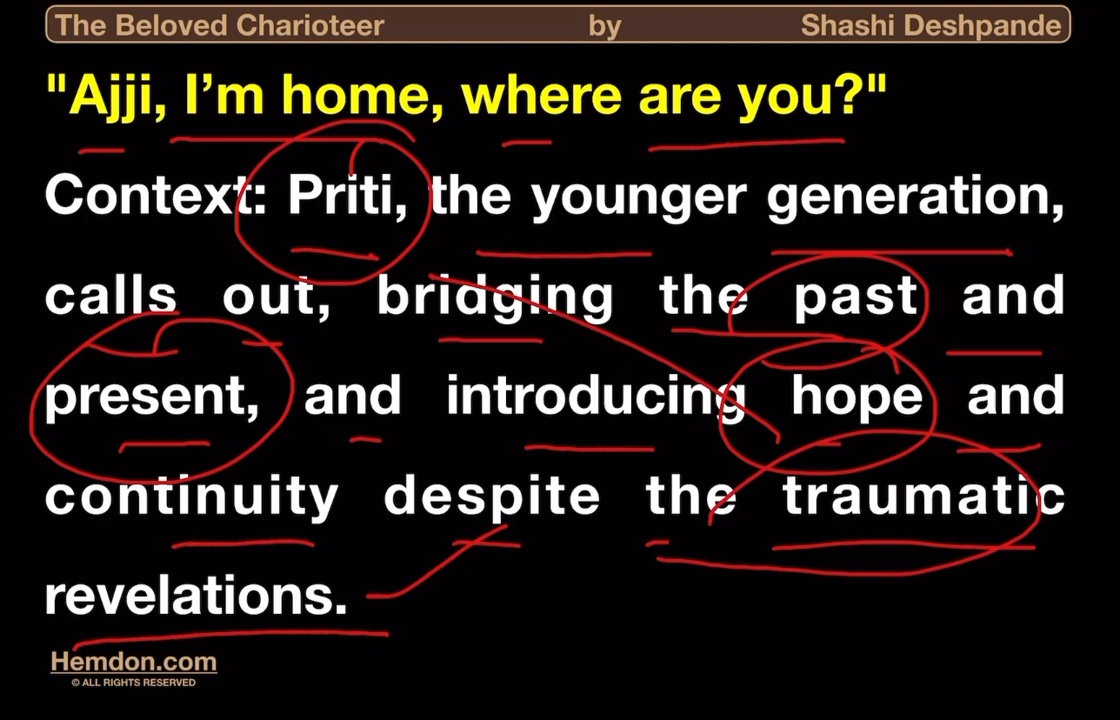 The Beloved Charioteer by Shashi Deshpande
"Ajji, I’m home, where are you?"
Context: Priti, the younger generation,
calls out, bridging the past and
present, and introducing hope and
continuity despite the traumatic
revelations.
Hemdon.com
© ALL RIGHTS RESERVED